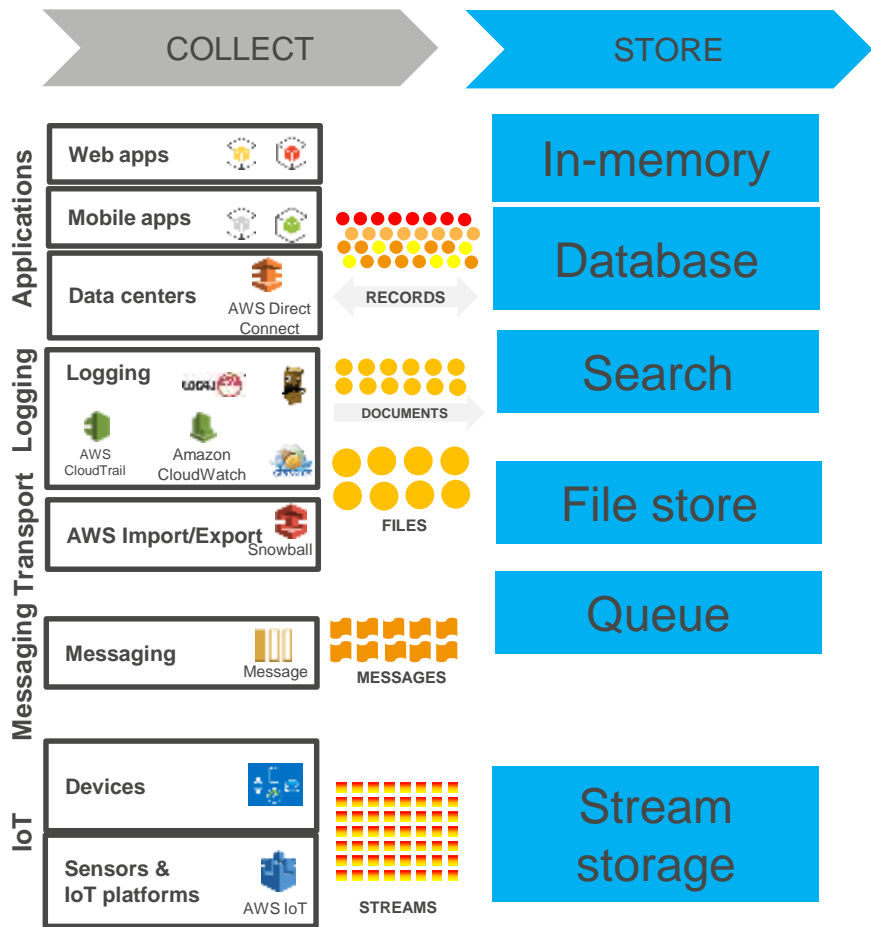 COLLECT
STORE
Applications
Web apps
Mobile apps
Data centers
AWS Direct
Connect
RECORDS
In-memory
Database
Logging
Logging
LOG4J
AWS
CloudTrail
Amazon
CloudWatch
DOCUMENTS
Search
Transport
AWS Import/Export
Snowball
FILES
File store
Messaging
Messaging
Message
MESSAGES
Queue
IoT
Devices
Sensors &
IoT platforms
AWS IoT
STREAMS
Stream
storage